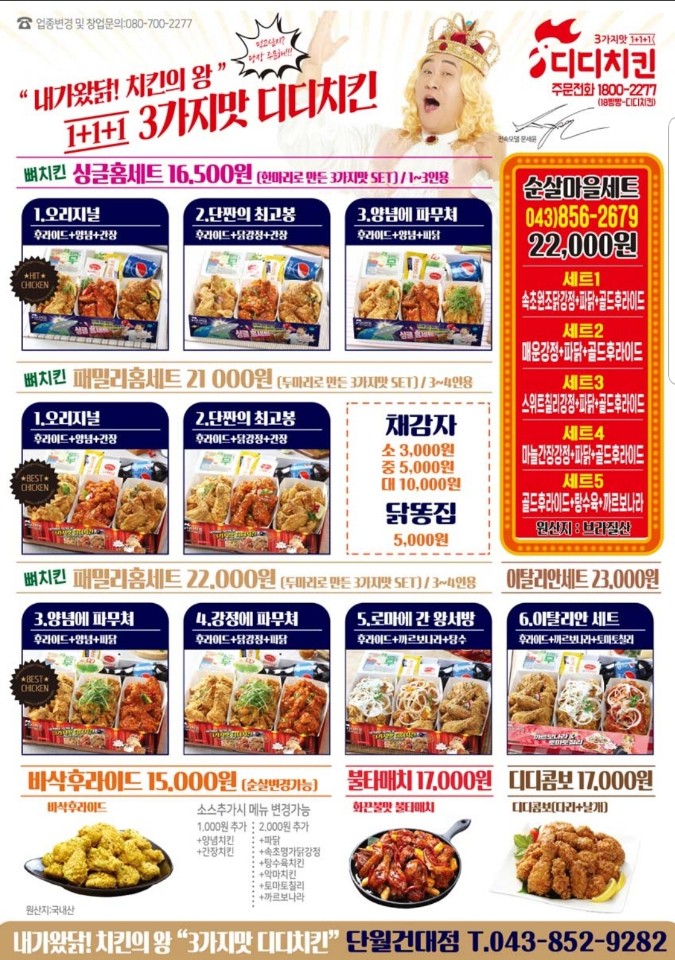 ☎ 업종변경 및 창업문의:080-700-2277
먹고싶지?
당장 주문해!!!
“ 내가왔닭! 치킨의 왕 ”
1+1+1 3가지맛 디디치킨
3가지맛 1+1+1
디디치킨
주문전화 1800-2277
(18빵빵-디디치킨)
전속모델 문세윤
뼈치킨 싱글홈세트 16,500원 (한마리로 만든 3가지맛 SET) / 1~3인용
1.오리지널
후라이드+양념+간장
HIT
CHICKEN
2.단짠의 최고봉
후라이드+닭강정+간장
3.양념에 파무쳐
후라이드+양념+파닭
순살마을세트
043)856-2679
22,000원
세트1
속초원조닭강정+파닭+골드후라이드
세트2
매운강정+파닭+골드후라이드
세트3
스위트칠리강정+파닭+골드후라이드
세트4
마늘간장강정+파닭+골드후라이드
세트5
골드후라이드+탕수육+까르보나라
원산지 : 브라질산
뼈치킨 패밀리홈세트 21 000원 (두마리로 만든 3가지맛 SET) / 3~4인용
1.오리지널
후라이드+양념+간장
BEST
CHICKEN
2.단짠의 최고봉
후라이드+닭강정+간장
채감자
소 3,000원
중 5,000원
대 10,000원
닭똥집
5,000원
뼈치킨 패밀리홈세트 22,000원 (두마리로 만든 3가지맛 SET) / 3~4인용
이탈리안세트 23,000원
3.양념에 파무쳐
후라이드+양념+파닭
BEST
CHICKEN
4.강정에 파무쳐
후라이드+닭강정+파닭
5.로마에 간 왕서방
후라이드+까르보나라+탕수
6.이탈리안 세트
후라이드+까르보나라+토마토칠리
까르보나라 &
토마토칠리
바삭후라이드 15,000원 (순살변경가능)
바삭후라이드
소스추가시 메뉴 변경가능
1,000원 추가
+양념치킨
+간장치킨
2,000원 추가
+파닭
+속초명가닭강정
+탕수육치킨
+악마치킨
+토마토칠리
+까르보나라
원산지:국내산
불타매치 17,000원
화끈불맛 불타매치
디디콤보 17,000원
디디콤보(다리+날개)
내가왔닭! 치킨의 왕 “3가지맛 디디치킨” 단월건대점 T.043-852-9282